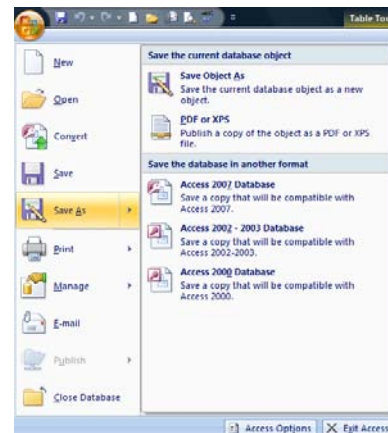 Table Too
New
Open
Convert
Save
Save As
Print
Manage
E-mail
Publish
Close Database
Save the current database object
Save Object As
Save the current database object as a new
object.
PDF or XPS
Publish a copy of the object as a PDF or XPS
file.
Save the database in another format
Access 2007 Database
Save a copy that will be compatible with
Access 2007.
Access 2002 - 2003 Database
Save a copy that will be compatible with
Access 2002-2003.
Access 2000 Database
Save a copy that will be compatible with
Access 2000.
Access Options
Exit Access